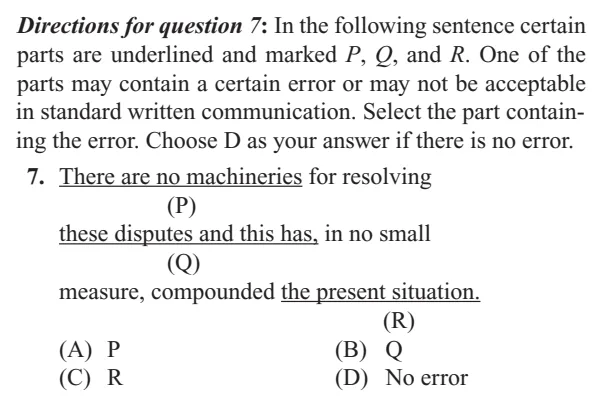 Directions for question 7: In the following sentence certain
parts are underlined and marked P, Q, and R. One of the
parts may contain a certain error or may not be acceptable
in standard written communication. Select the part contain-
ing the error. Choose D as your answer if there is no error.
7. There are no machineries for resolving
(P)
these disputes and this has, in no small
(Q)
measure, compounded the present situation.
(R)
(A) P (B) Q
(C) R (D) No error